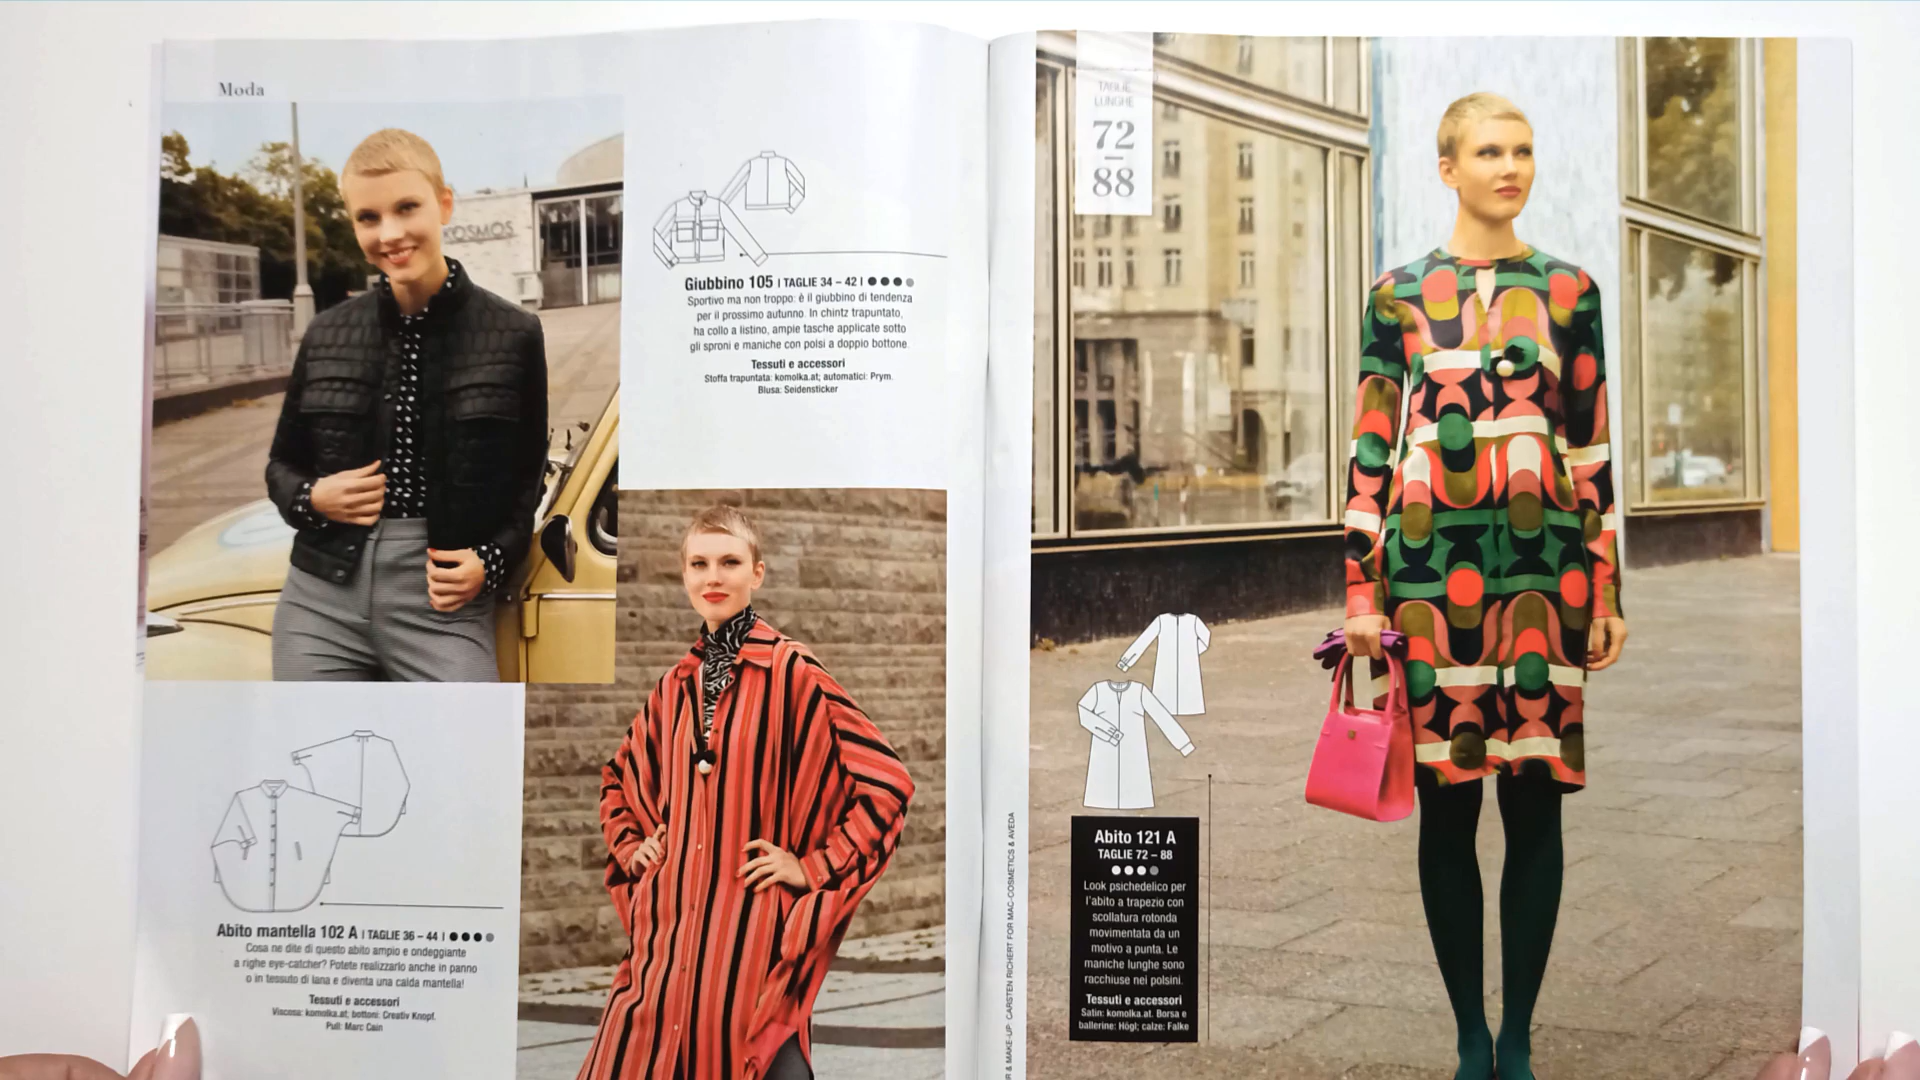 Moda
KOSMOS
Giubbino 105 | TAGLIE 34 – 42 |
Sportivo ma non troppo: è il giubbino di tendenza
per il prossimo autunno. In chintz trapuntato,
ha collo a listino, ampie tasche applicate sotto
gli sproni e maniche con polsi a doppio bottone.
Tessuti e accessori
Stoffa trapuntata: komolka.at; automatici: Prym.
Blusa: Seidensticker
Abito mantella 102 A | TAGLIE 36 – 44 |
Cosa ne dite di questo abito ampio e ondeggiante
a righe eye-catcher? Potete realizzarlo anche in panno
o in tessuto di lana e diventa una calda mantella!
Tessuti e accessori
Viscosa: komolka.at; bottoni: Creativ Knopf.
Pull: Marc Cain
R & MAKE-UP: CARSTEN RICHERT FOR MAC-COSMETICS & AVEDA
TAGLIE
LUNGHE
72
–
88
Abito 121 A
TAGLIE 72 – 88
Look psichedelico per
l'abito a trapezio con
scollatura rotonda
movimentata da un
motivo a punta. Le
maniche lunghe sono
racchiuse nei polsini.
Tessuti e accessori
Satin: komolka.at. Borsa e
ballerine: Högl; calze: Falke